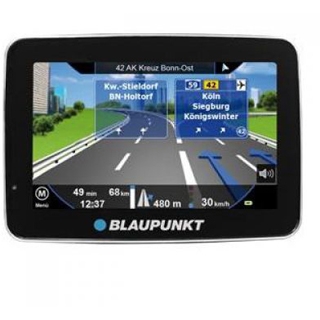 42 AK Kreuz Bonn-Ost
Kw.-Stieldorf
BN-Holtorf
59 42
Köln
Siegburg
Königswinter
42
M
Menü
49 min
68 km
12:37
480 m
30 km/h
BLAUPUNKT